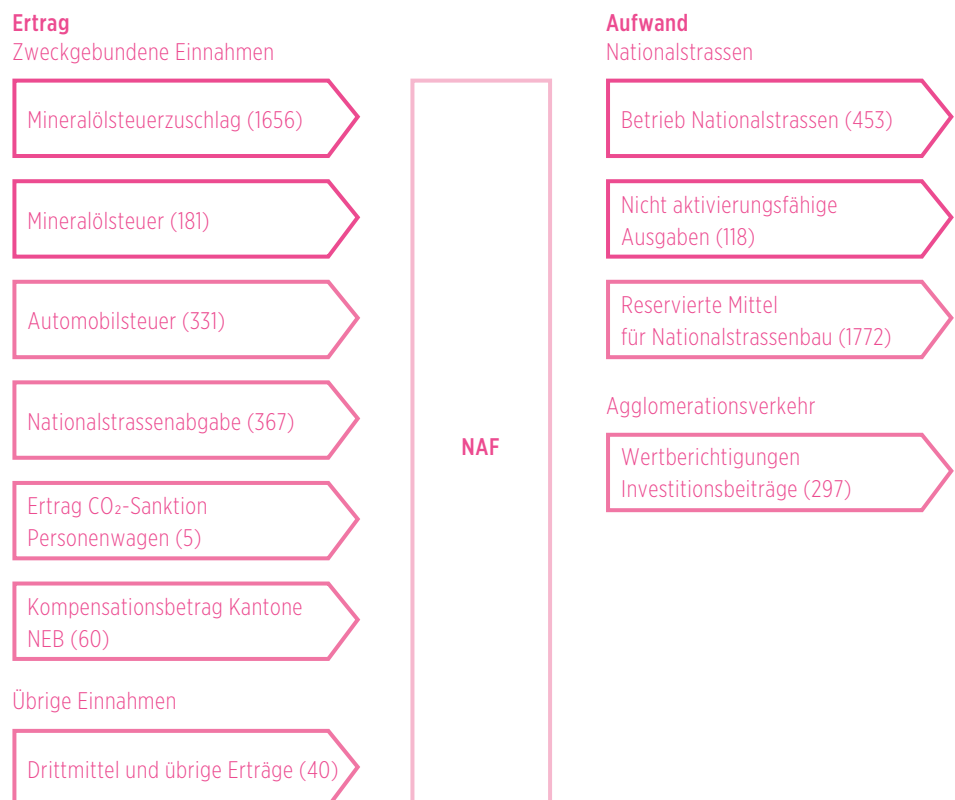 Ertrag
Zweckgebundene Einnahmen
Mineralölsteuerzuschlag (1656)
Mineralölsteuer (181)
Automobilsteuer (331)
Nationalstrassenabgabe (367)
Ertrag CO₂-Sanktion
Personenwagen (5)
Kompensationsbetrag Kantone
NEB (60)
Übrige Einnahmen
Drittmittel und übrige Erträge (40)
NAF
Aufwand
Nationalstrassen
Betrieb Nationalstrassen (453)
Nicht aktivierungsfähige
Ausgaben (118)
Reservierte Mittel
für Nationalstrassenbau (1772)
Agglomerationsverkehr
Wertberichtigungen
Investitionsbeiträge (297)